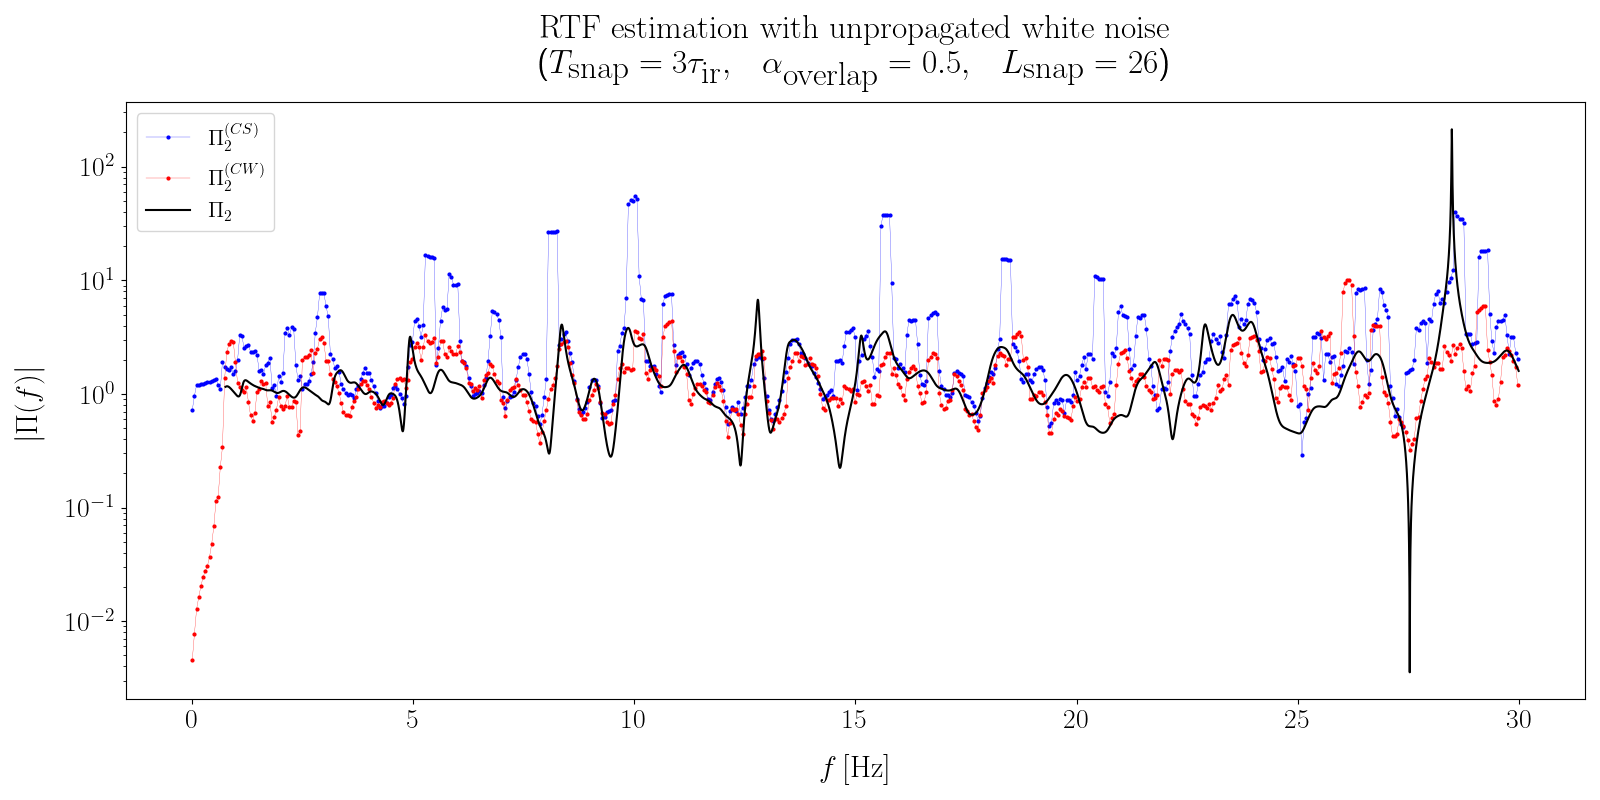 RTF estimation with unpropagated white noise
(T_snap = 3τ_ir, α_overlap = 0.5, L_snap = 26)
Π_2^(CS)
Π_2^(CW)
Π_2
|Π(f)|
10^2
10^1
10^0
10^−1
10^−2
0 5 10 15 20 25 30
f [Hz]